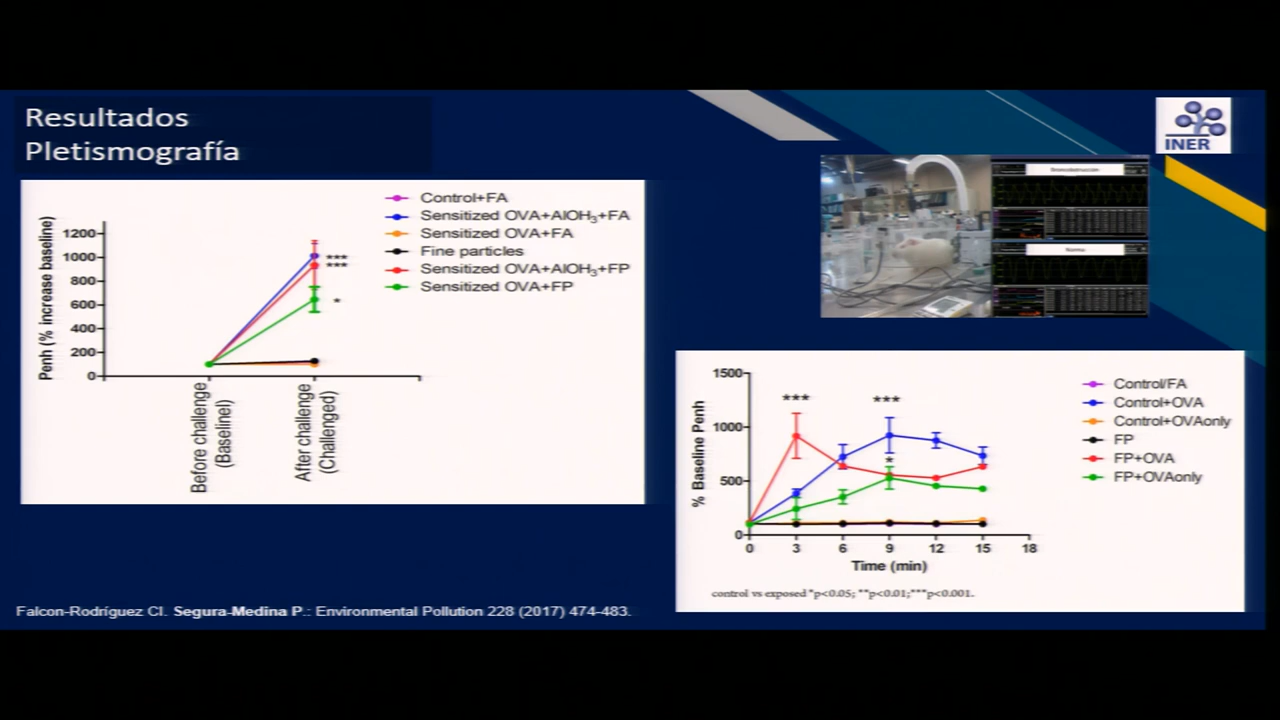 Resultados
Pletismografía
INER
Broncobstruccion
Normal
Penh (% increase baseline)
1200
1000
800
600
400
200
0
Before challenge
(Baselinel)
After challenge
(Challenged)
***
***
*
Control+FA
Sensitized OVA+AlOH₃+FA
Sensitized OVA+FA
Fine particles
Sensitized OVA+AlOH₃+FP
Sensitized OVA+FP
% Baseline Penh
1500
1000
500
0
0 3 6 9 12 15 18
Time (min)
*** ***
*
Control/FA
Control+OVA
Control+OVAonly
FP
FP+OVA
FP+OVAonly
control vs exposed *p<0.05; **p<0.01;***p<0.001.
Falcon-Rodríguez CI. Segura-Medina P.: Environmental Pollution 228 (2017) 474-483.